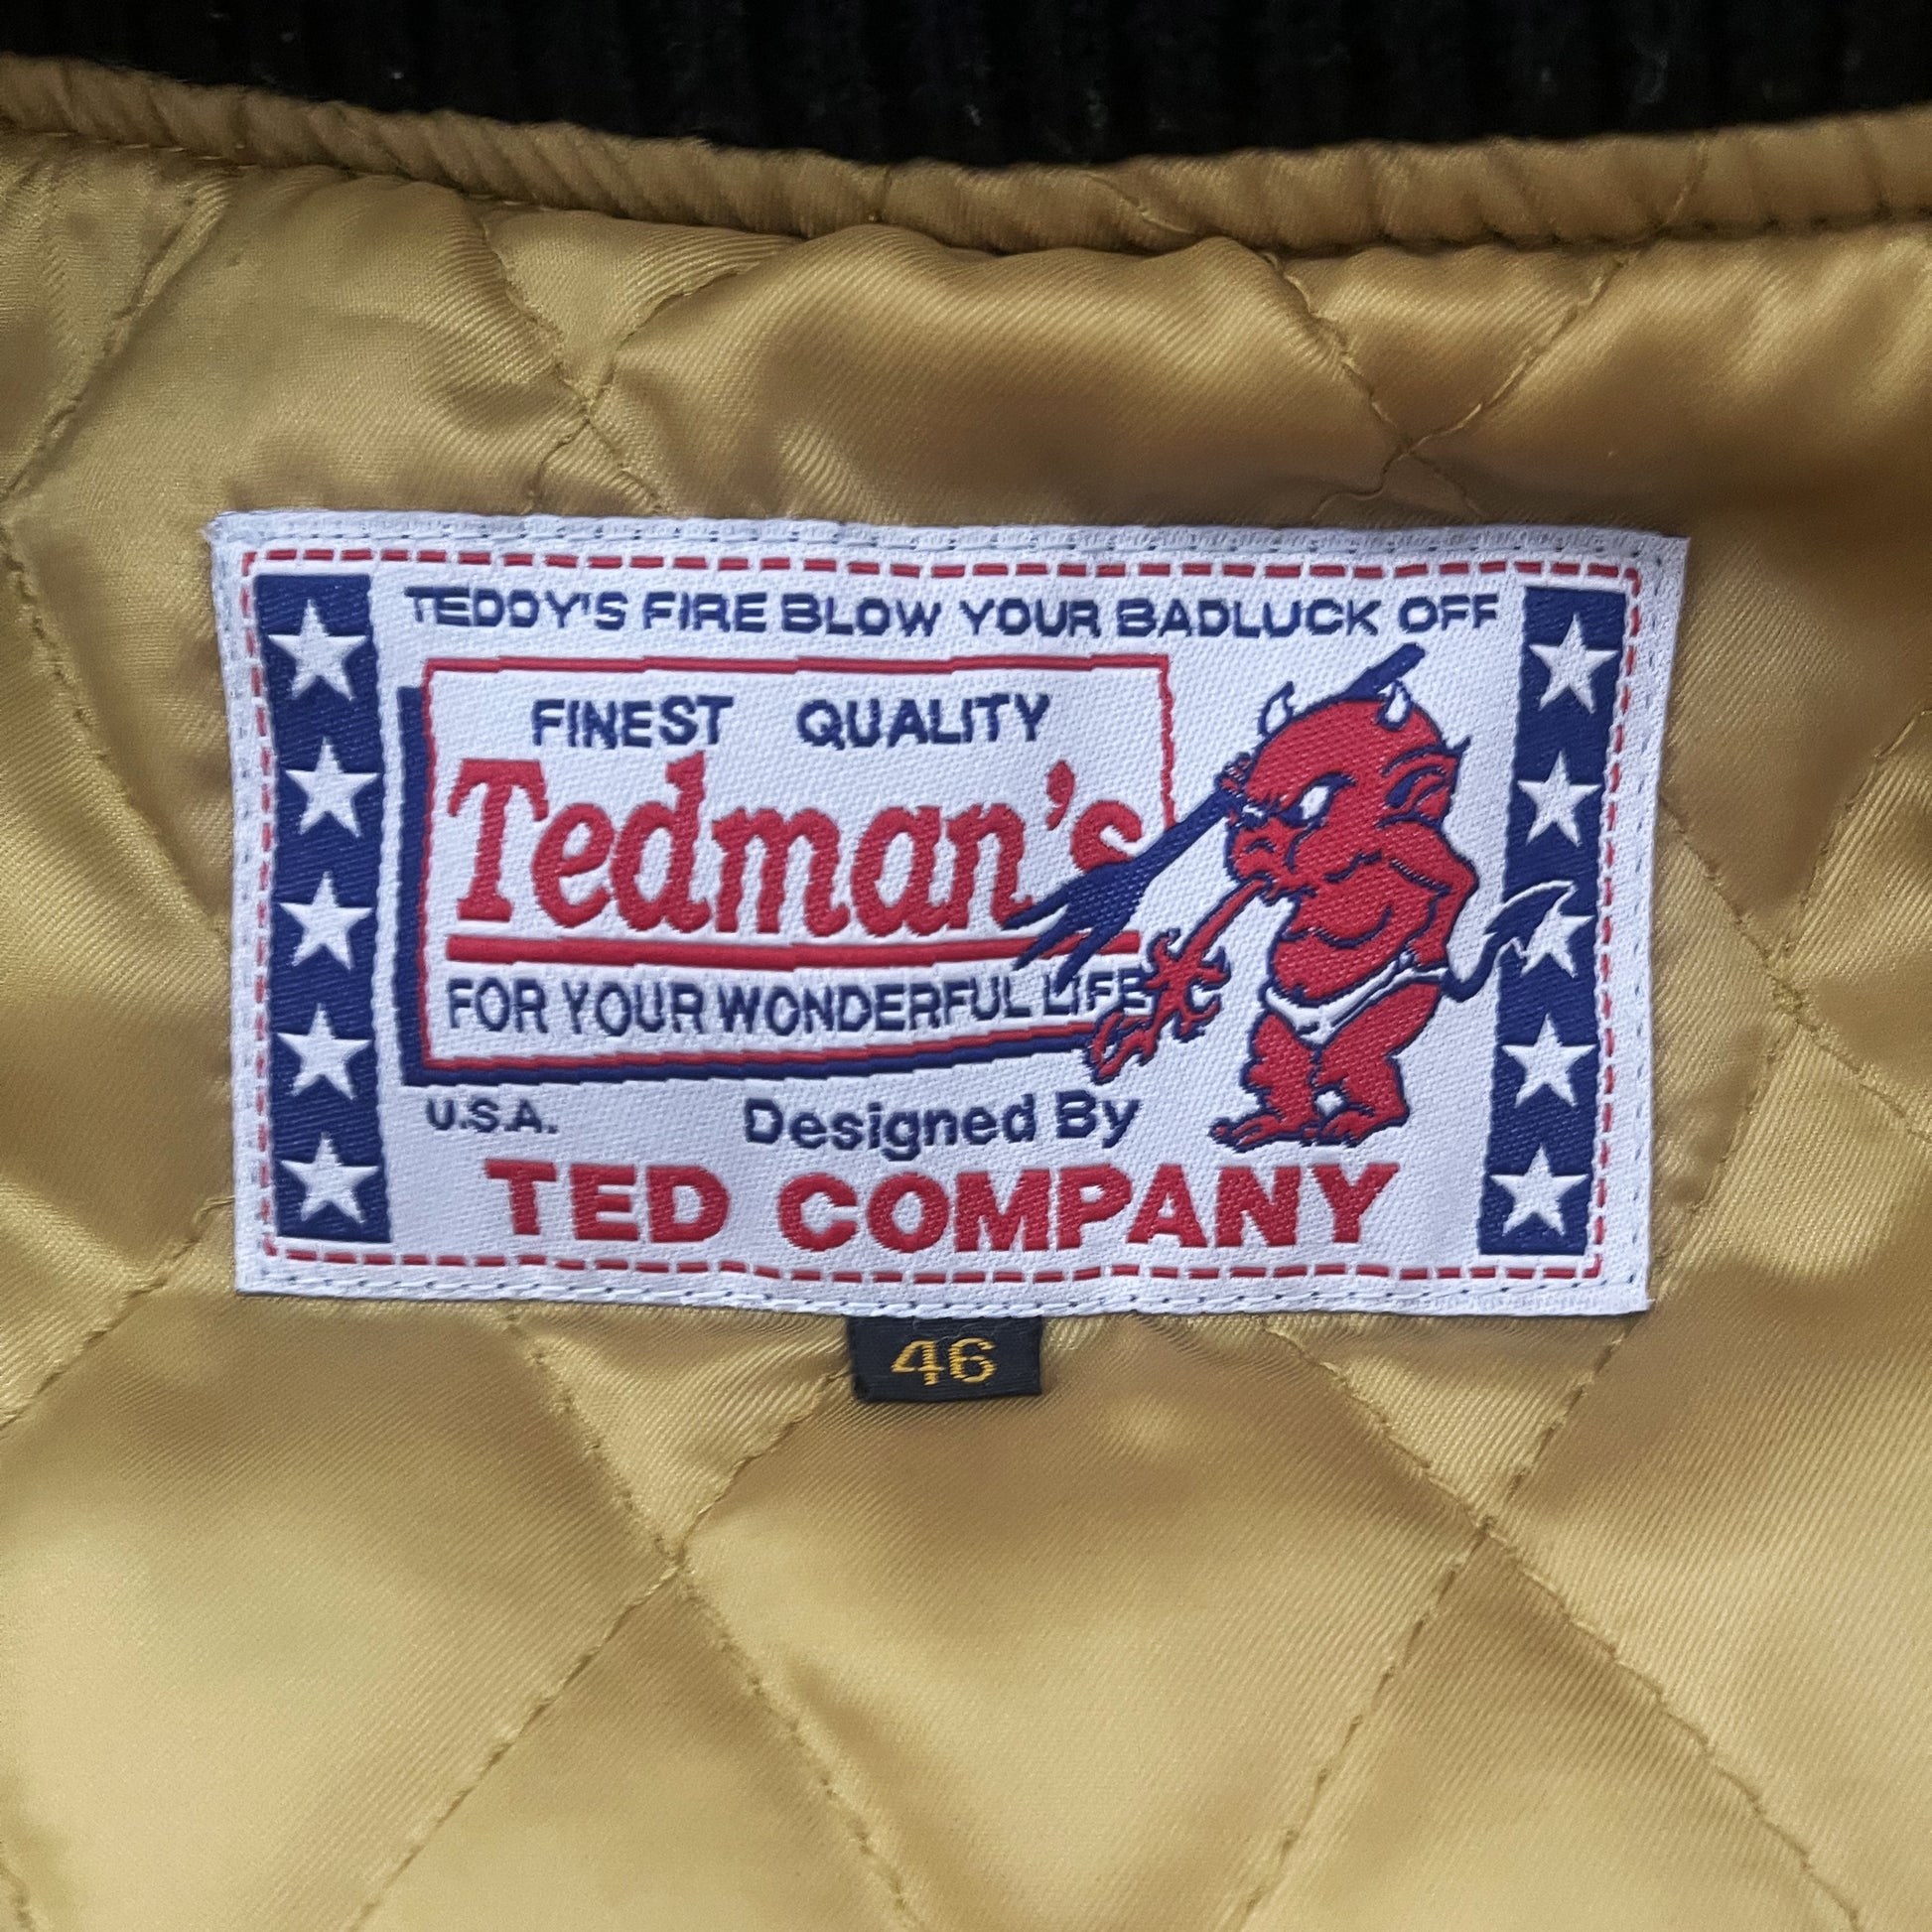 TEDDY'S FIRE BLOW YOUR BADLUCK OFF
FINEST QUALITY
Tedman's
FOR YOUR WONDERFUL LIFE
U.S.A. Designed By
TED COMPANY
46